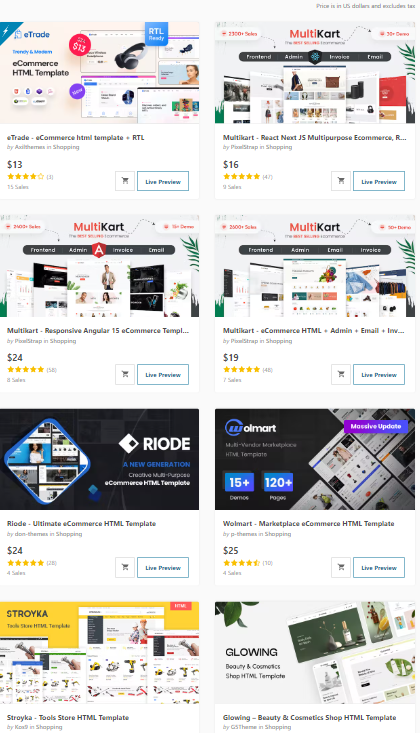 Price is in US dollars and excludes tax
eTrade
Trendy & Modern
eCommerce
HTML Template
$13
RTL
Ready
New
eTrade - eCommerce html template + RTL
by Axilthemes in Shopping
$13
(3)
15 Sales
Live Preview
2300+ Sales
MultiKart
The BEST SELLING Ecommerce
30+ Demo
Frontend Admin Invoice Email
Multikart - React Next JS Multipurpose Ecommerce, R...
by PixelStrap in Shopping
$16
(47)
9 Sales
Live Preview
2600+ Sales
MultiKart
The BEST SELLING Ecommerce
15+ Demo
Frontend Admin Invoice Email
Multikart - Responsive Angular 15 eCommerce Templ...
by PixelStrap in Shopping
$24
(58)
8 Sales
Live Preview
2600+ Sales
MultiKart
The BEST SELLING Ecommerce
30+ Demo
Frontend Admin Invoice Email
Multikart - eCommerce HTML + Admin + Email + Inv...
by PixelStrap in Shopping
$19
(48)
7 Sales
Live Preview
RIODE
A NEW GENERATION
Creative Multi-Purpose
eCommerce HTML Template
Riode - Ultimate eCommerce HTML Template
by don-themes in Shopping
$24
(28)
4 Sales
Live Preview
Wolmart
Massive Update
Multi-Vendor Marketplace
HTML Template
15+
Demos
120+
Pages
Wolmart - Marketplace eCommerce HTML Template
by p-themes in Shopping
$25
(10)
4 Sales
Live Preview
STROYKA
Tools Store HTML Template
HTML
Stroyka - Tools Store HTML Template
by Kos9 in Shopping
GLOWING
Beauty & Cosmetics
Shop HTML Template
Glowing – Beauty & Cosmetics Shop HTML Template
by G5Theme in Shopping